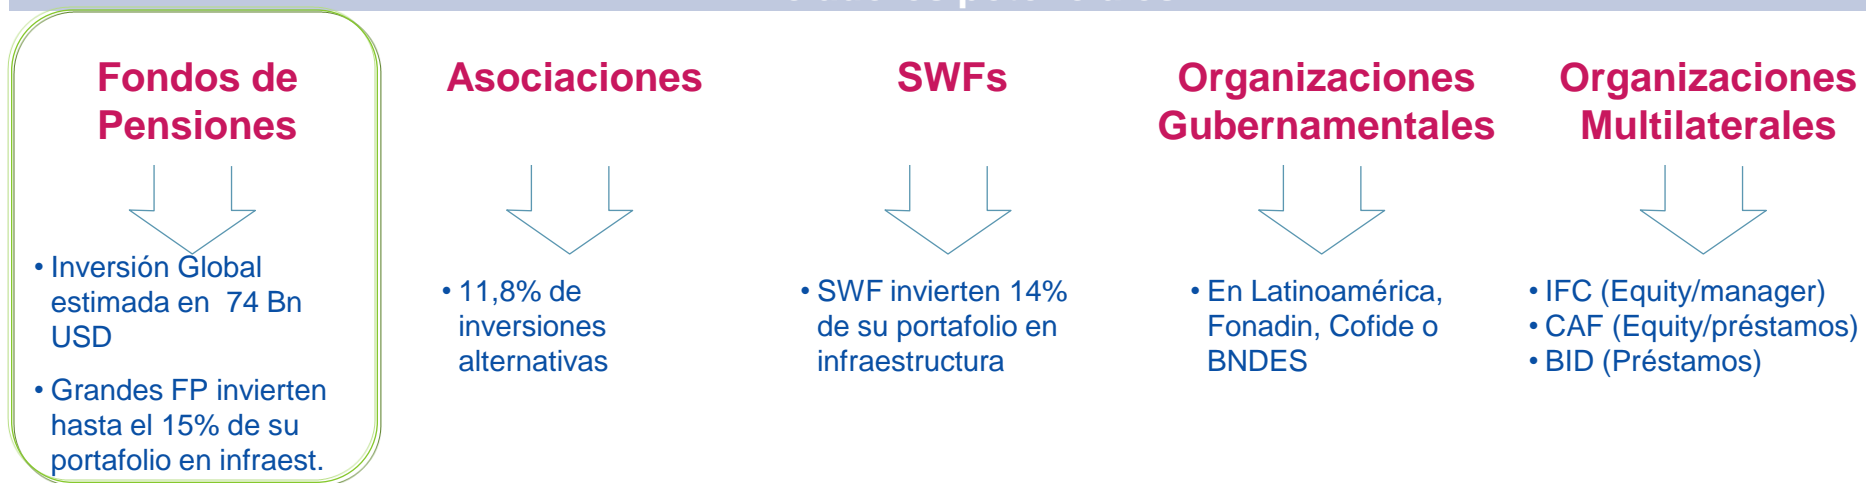 Fondos de
Pensiones
• Inversión Global
estimada en 74 Bn
USD
• Grandes FP invierten
hasta el 15% de su
portafolio en infraest.
Asociaciones
• 11,8% de
inversiones
alternativas
SWFs
• SWF invierten 14%
de su portafolio en
infraestructura
Organizaciones
Gubernamentales
• En Latinoamérica,
Fonadin, Cofide o
BNDES
Organizaciones
Multilaterales
• IFC (Equity/manager)
• CAF (Equity/préstamos)
• BID (Préstamos)